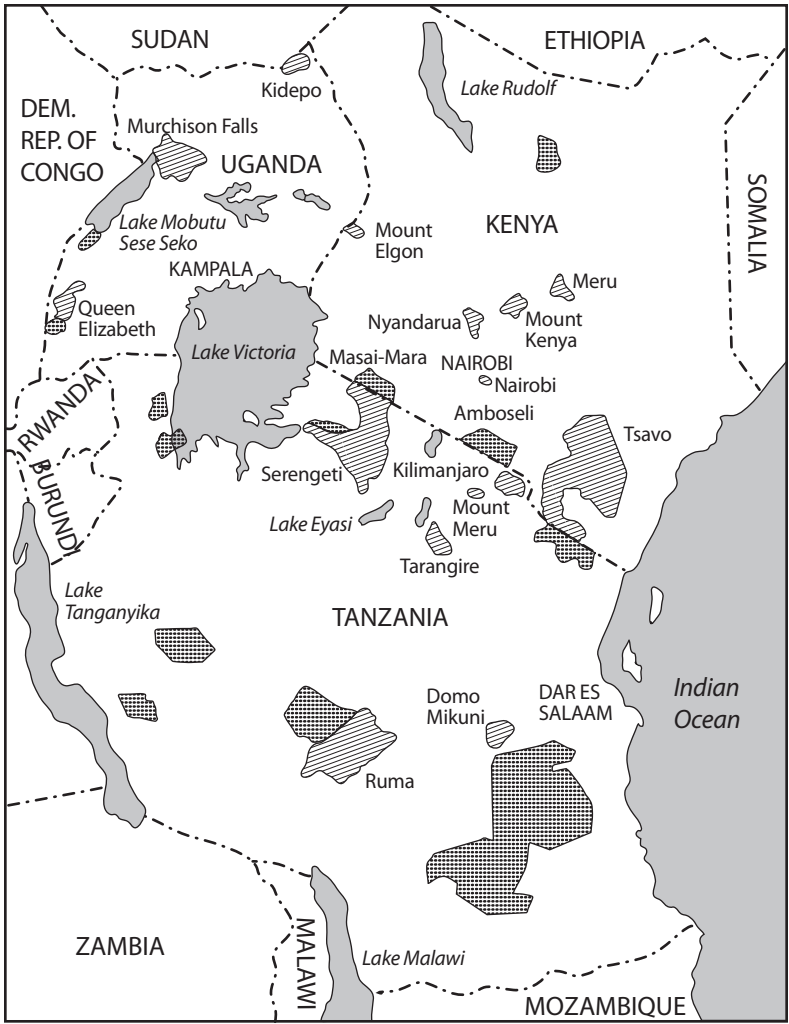 SUDAN
ETHIOPIA
Kidepo
Lake Rudolf
DEM.
REP. OF
CONGO
Murchison Falls
UGANDA
SOMALIA
Lake Mobutu
Sese Seko
KENYA
Mount
Elgon
KAMPALA
Meru
Queen
Elizabeth
Nyandarua
Mount
Kenya
Lake Victoria
Masai-Mara
NAIROBI
Nairobi
RWANDA
Amboseli
Tsavo
BURUNDI
Serengeti
Kilimanjaro
Lake Eyasi
Mount
Meru
Tarangire
Lake
Tanganyika
TANZANIA
Domo
Mikuni
DAR ES
SALAAM
Indian
Ocean
Ruma
ZAMBIA
MALAWI
Lake Malawi
MOZAMBIQUE